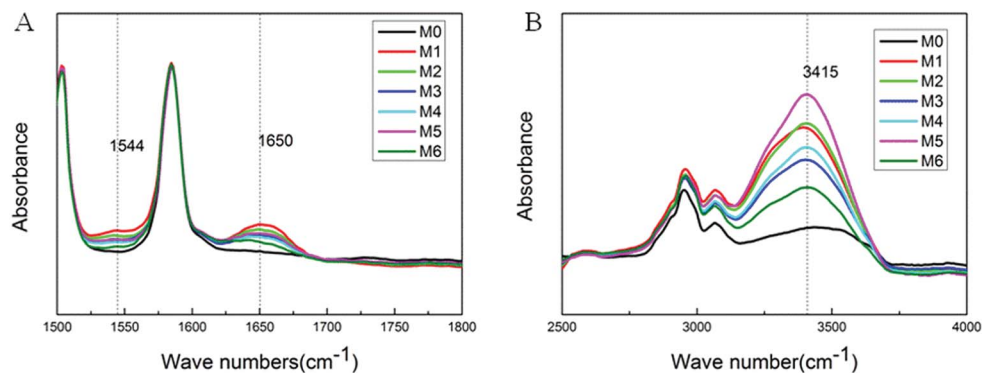 A
M0
M1
M2
M3
M4
M5
M6
1544
1650
Absorbance
1500
1550
1600
1650
1700
1750
1800
Wave numbers(cm⁻¹)
B
M0
M1
M2
M3
M4
M5
M6
3415
Absorbance
2500
3000
3500
4000
Wave number(cm⁻¹)